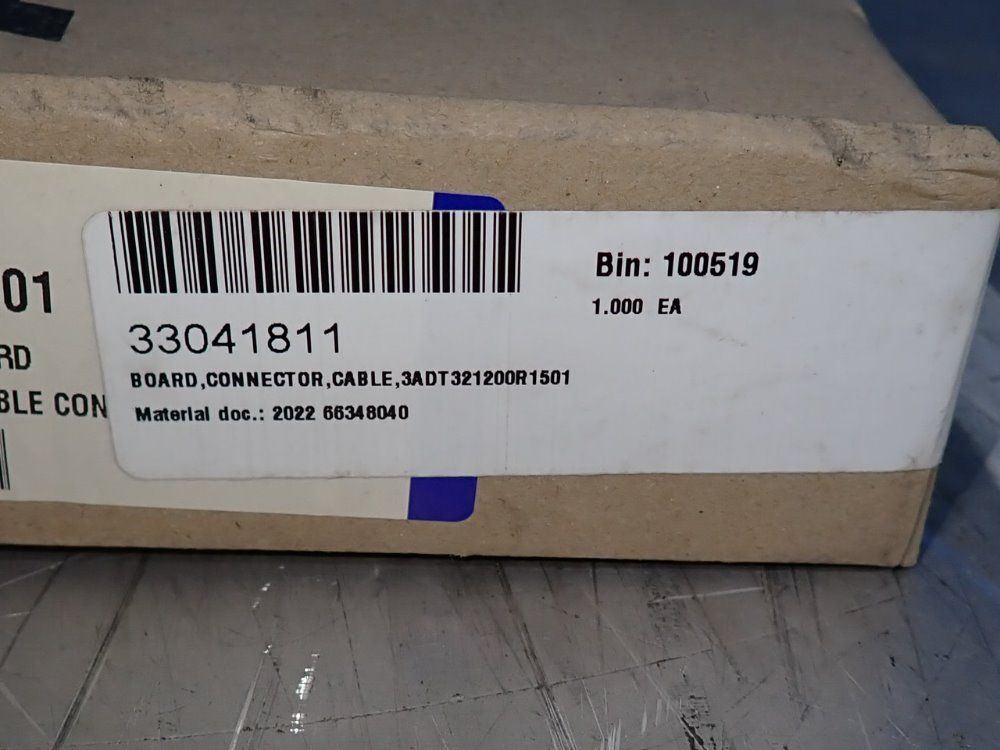 01
RD
BLE CON
33041811
BOARD,CONNECTOR,CABLE,3ADT321200R1501
Material doc.: 2022 66348040
Bin: 100519
1.000 EA